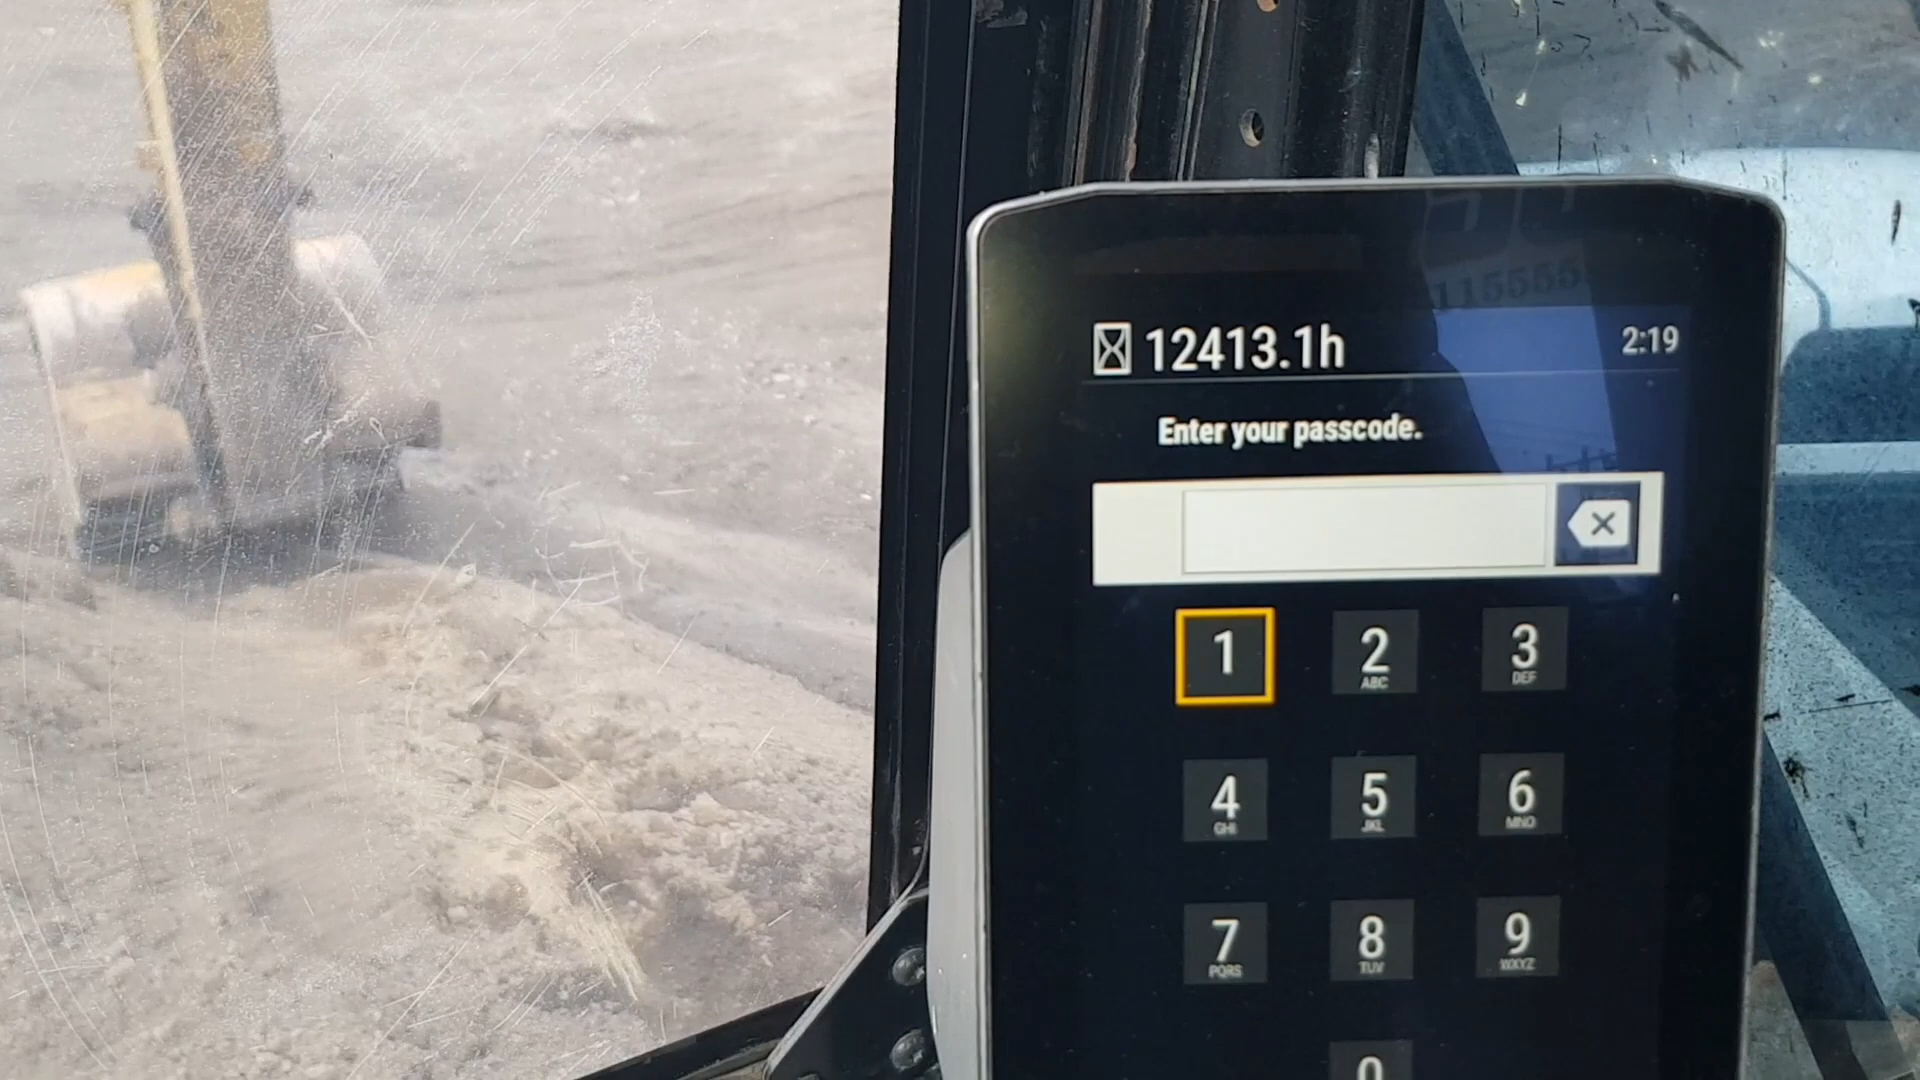 12413.1h 2:19
Enter your passcode.
1 2 3
ABC DEF
4 5 6
GHI JKL MNO
7 8 9
PQRS TUV WXYZ
0